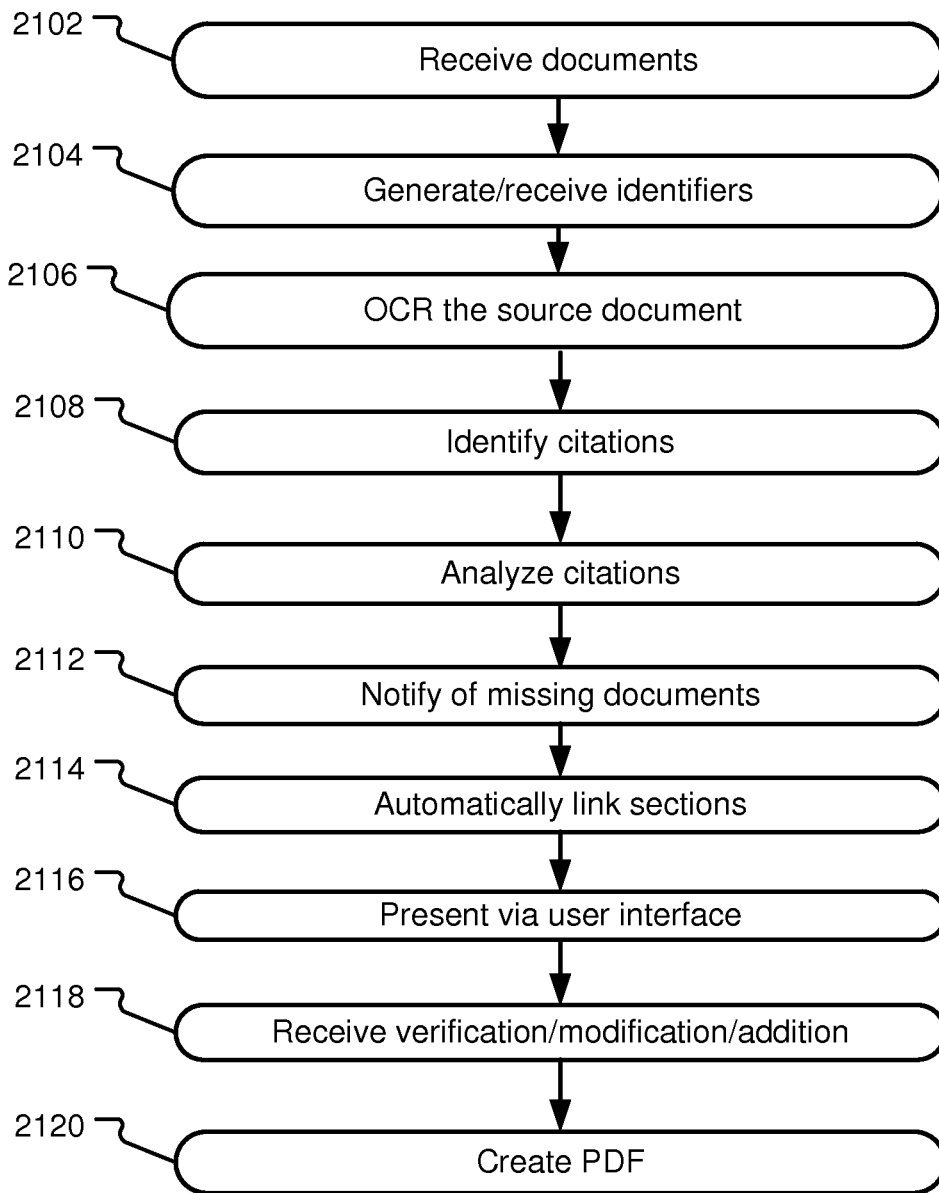 2102
Receive documents
2104
Generate/receive identifiers
2106
OCR the source document
2108
Identify citations
2110
Analyze citations
2112
Notify of missing documents
2114
Automatically link sections
2116
Present via user interface
2118
Receive verification/modification/addition
2120
Create PDF